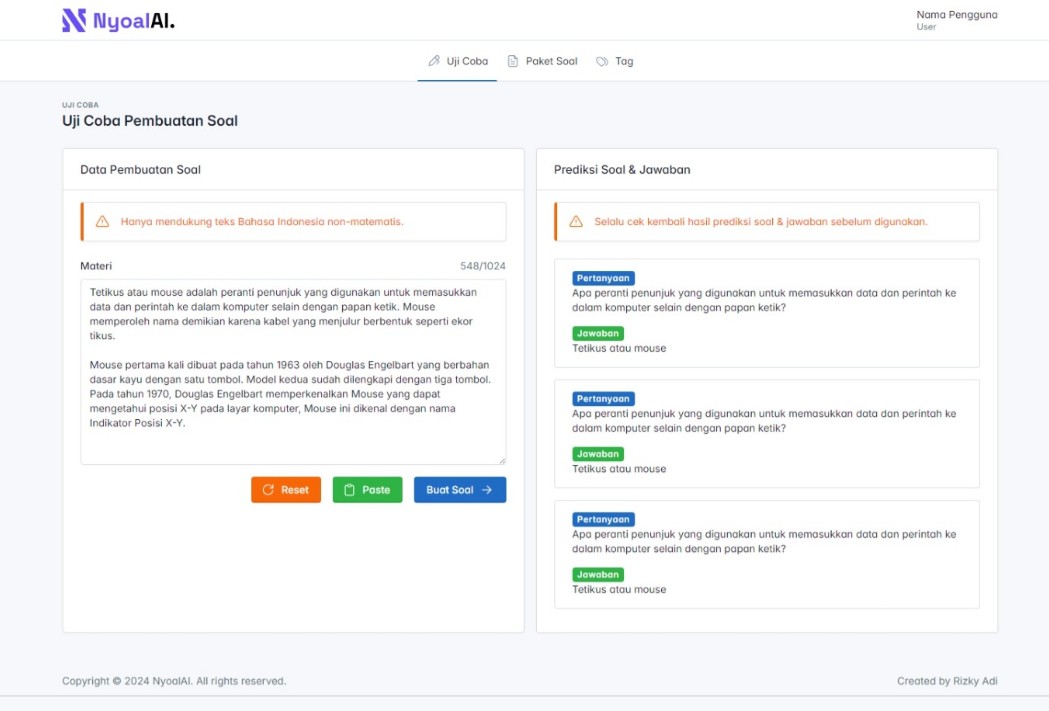 NyoalAI.
Nama Pengguna
User
Uji Coba
Paket Soal
Tag
UJI COBA
Uji Coba Pembuatan Soal
Data Pembuatan Soal
Hanya mendukung teks Bahasa Indonesia non-matematis.
Materi
548/1024
Tetikus atau mouse adalah peranti penunjuk yang digunakan untuk memasukkan
data dan perintah ke dalam komputer selain dengan papan ketik. Mouse
memperoleh nama demikian karena kabel yang menjulur berbentuk seperti ekor
tikus.
Mouse pertama kali dibuat pada tahun 1963 oleh Douglas Engelbart yang berbahan
dasar kayu dengan satu tombol. Model kedua sudah dilengkapi dengan tiga tombol.
Pada tahun 1970, Douglas Engelbart memperkenalkan Mouse yang dapat
mengetahui posisi X-Y pada layar komputer, Mouse ini dikenal dengan nama
Indikator Posisi X-Y.
Reset
Paste
Buat Soal
Prediksi Soal & Jawaban
Selalu cek kembali hasil prediksi soal & jawaban sebelum digunakan.
Pertanyaan
Apa peranti penunjuk yang digunakan untuk memasukkan data dan perintah ke
dalam komputer selain dengan papan ketik?
Jawaban
Tetikus atau mouse
Pertanyaan
Apa peranti penunjuk yang digunakan untuk memasukkan data dan perintah ke
dalam komputer selain dengan papan ketik?
Jawaban
Tetikus atau mouse
Pertanyaan
Apa peranti penunjuk yang digunakan untuk memasukkan data dan perintah ke
dalam komputer selain dengan papan ketik?
Jawaban
Tetikus atau mouse
Copyright © 2024 NyoalAI. All rights reserved.
Created by Rizky Adi